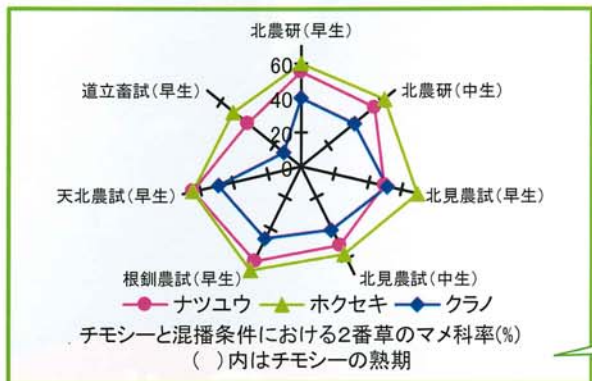 北農研（早生）
60
40
20
0
道立畜試（早生）
北農研（中生）
天北農試（早生）
北見農試（早生）
根釧農試（早生）
北見農試（中生）
ナツユウ ホクセキ クラノ
チモシーと混播条件における2番草のマメ科率(%)
（ ）内はチモシーの熟期